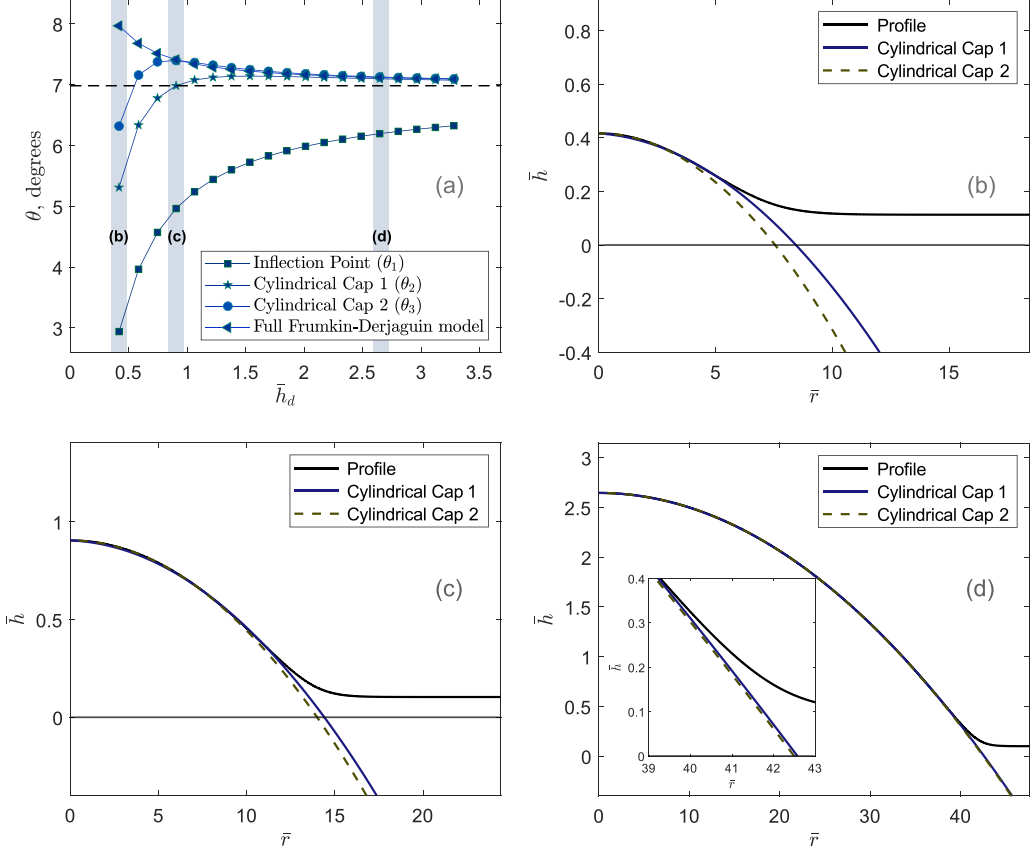 8
7
6
5
4
3
θ, degrees
(a)
(b)
(c)
(d)
Inflection Point (θ₁)
Cylindrical Cap 1 (θ₂)
Cylindrical Cap 2 (θ₃)
Full Frumkin-Derjaguin model
0 0.5 1 1.5 2 2.5 3 3.5
h̄_d
0.8
0.6
0.4
0.2
0
-0.2
-0.4
h̄
Profile
Cylindrical Cap 1
Cylindrical Cap 2
(b)
0 5 10 15
r̄
1
0.5
0
h̄
Profile
Cylindrical Cap 1
Cylindrical Cap 2
(c)
0 5 10 15 20
r̄
3
2.5
2
1.5
1
0.5
0
h̄
Profile
Cylindrical Cap 1
Cylindrical Cap 2
(d)
0.4
0.3
0.2
0.1
0
h̄
39 40 41 42 43
r̄
0 10 20 30 40
r̄